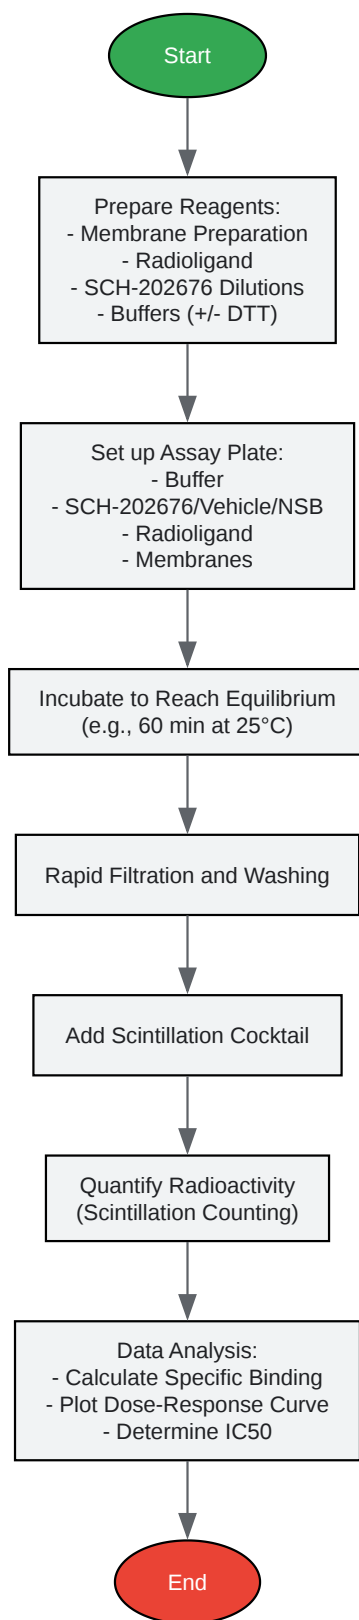 Start
Prepare Reagents:
- Membrane Preparation
- Radioligand
- SCH-202676 Dilutions
- Buffers (+/- DTT)
Set up Assay Plate:
- Buffer
- SCH-202676/Vehicle/NSB
- Radioligand
- Membranes
Incubate to Reach Equilibrium
(e.g., 60 min at 25°C)
Rapid Filtration and Washing
Add Scintillation Cocktail
Quantify Radioactivity
(Scintillation Counting)
Data Analysis:
- Calculate Specific Binding
- Plot Dose-Response Curve
- Determine IC50
End